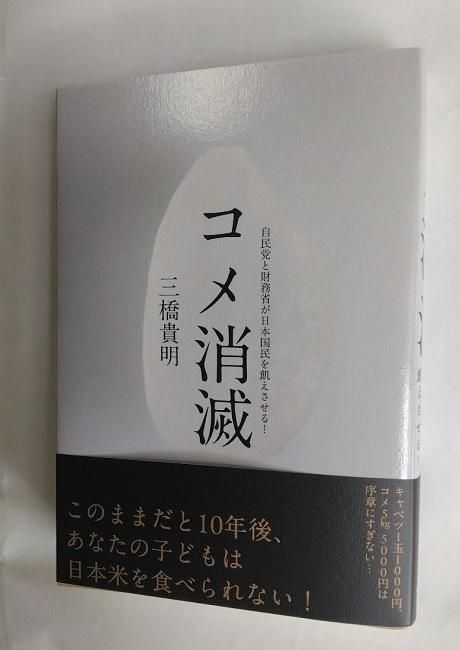 自民党と財務省が日本国民を飢えさせる！
コメ消滅
三橋貴明
キャベツ一玉1000円、
コメ5kg 5000円は
序章にすぎない…
このままだと10年後、
あなたの子どもは
日本米を食べられない！